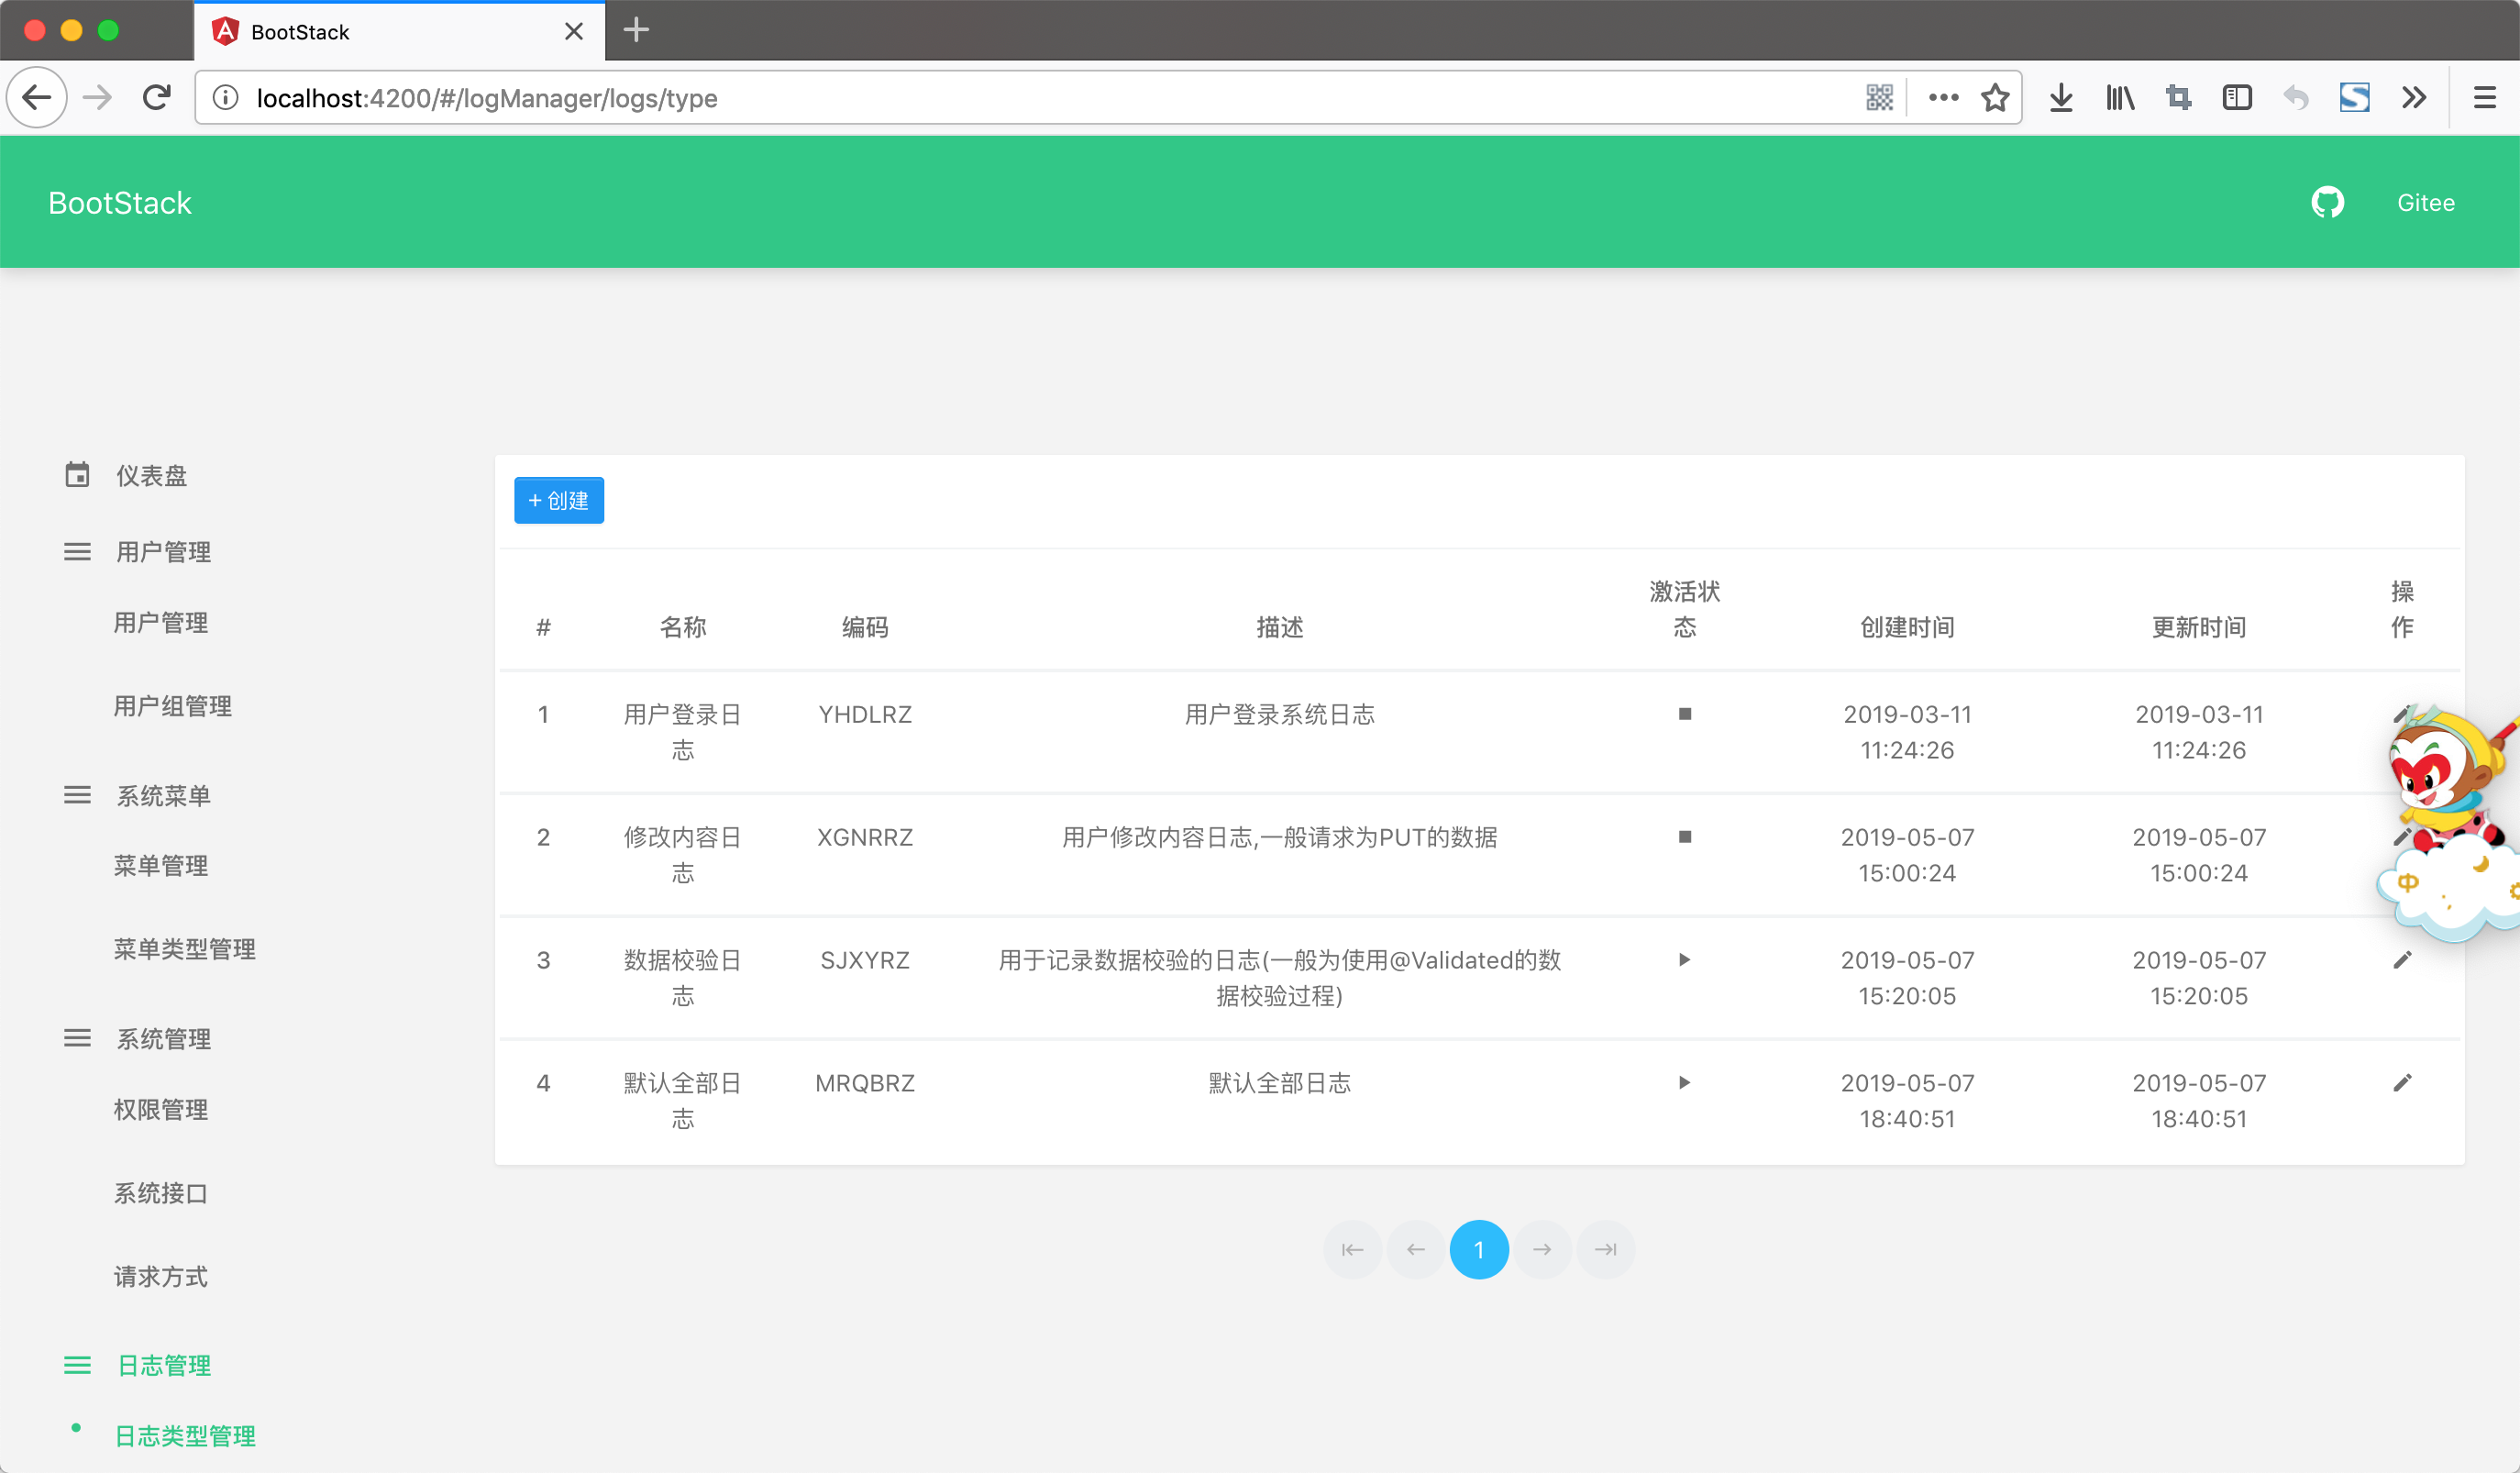 BootStack
localhost:4200/#/logManager/logs/type
BootStack
Gitee
仪表盘
用户管理
用户管理
用户组管理
系统菜单
菜单管理
菜单类型管理
系统管理
权限管理
系统接口
请求方式
日志管理
日志类型管理
+ 创建
# 名称 编码 描述 激活状态 创建时间 更新时间 操作
1 用户登录日志 YHDLRZ 用户登录系统日志 2019-03-11 11:24:26 2019-03-11 11:24:26
2 修改内容日志 XGNRRZ 用户修改内容日志,一般请求为PUT的数据 2019-05-07 15:00:24 2019-05-07 15:00:24
3 数据校验日志 SJXYRZ 用于记录数据校验的日志(一般为使用@Validated的数据校验过程) 2019-05-07 15:20:05 2019-05-07 15:20:05
4 默认全部日志 MRQBRZ 默认全部日志 2019-05-07 18:40:51 2019-05-07 18:40:51
1
中